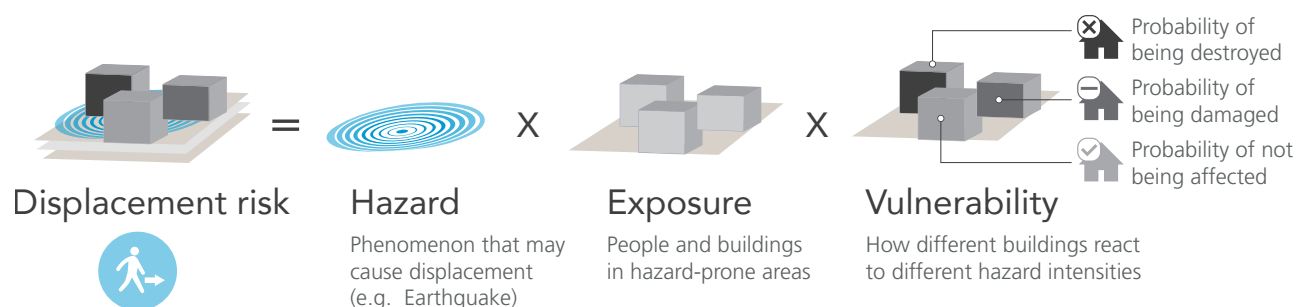 Probability of
being destroyed
Probability of
being damaged
Probability of not
being affected
=
X
X
Displacement risk
Hazard
Exposure
Vulnerability
Phenomenon that may
cause displacement
(e.g. Earthquake)
People and buildings
in hazard-prone areas
How different buildings react
to different hazard intensities